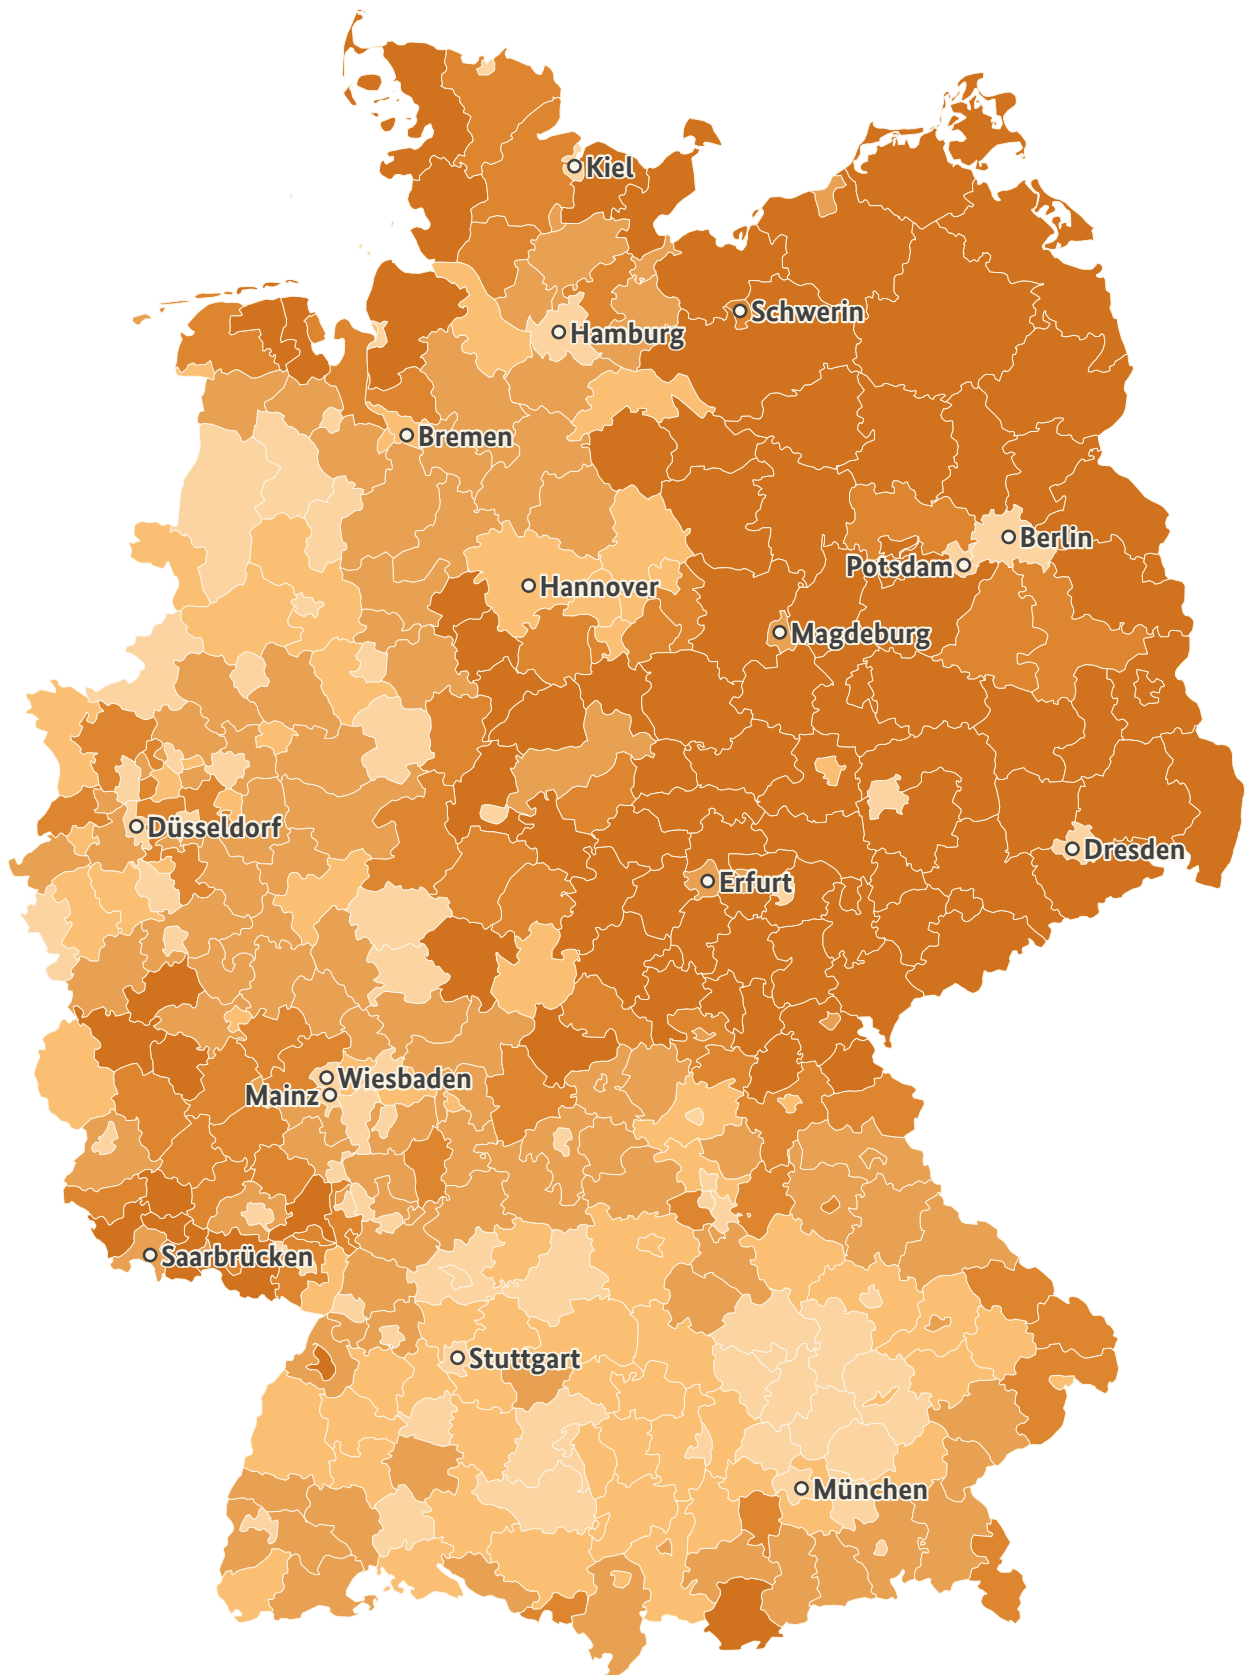 Kiel
Schwerin
Hamburg
Bremen
Berlin
Potsdam
Hannover
Magdeburg
Düsseldorf
Dresden
Erfurt
Wiesbaden
Mainz
Saarbrücken
Stuttgart
München